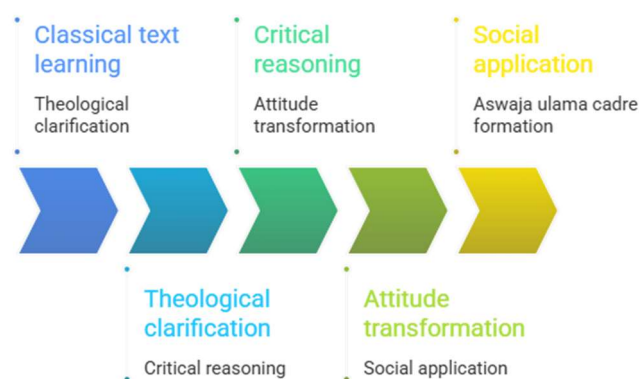 Classical text
learning
Theological
clarification
Critical
reasoning
Attitude
transformation
Social
application
Aswaja ulama cadre
formation
Theological
clarification
Critical reasoning
Attitude
transformation
Social application